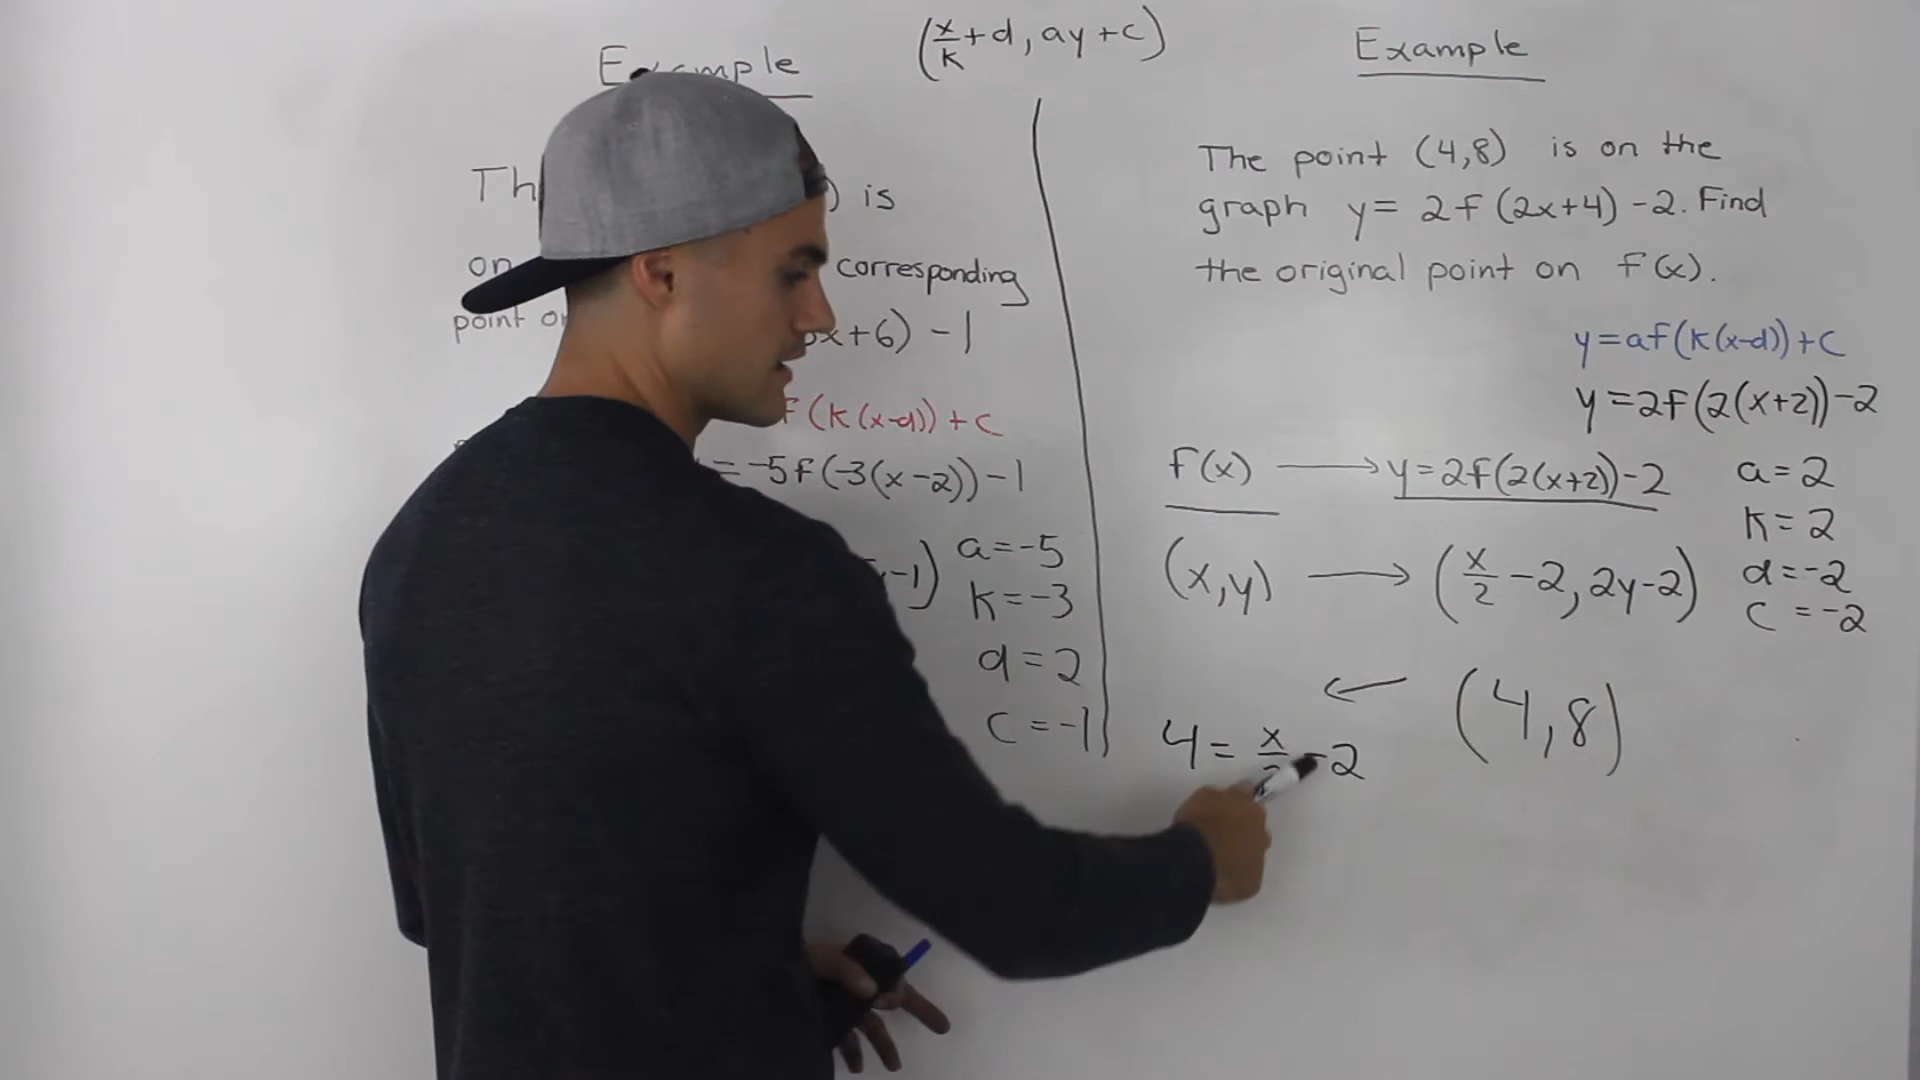 Example
(x/k + d, ay + c)
is
on
corresponding
point
x+6) - 1
f(k(x-d)) + c
= -5f(-3(x-2)) - 1
-1)
a = -5
k = -3
d = 2
c = -1
Example
The point (4,8) is on the
graph y = 2f(2x+4) - 2. Find
the original point on f(x).
y = af(k(x-d)) + c
y = 2f(2(x+2)) - 2
f(x) → y = 2f(2(x+2)) - 2
a = 2
k = 2
(x,y) → (x/2 - 2, 2y - 2)
d = -2
c = -2
← (4,8)
4 = x/2 - 2